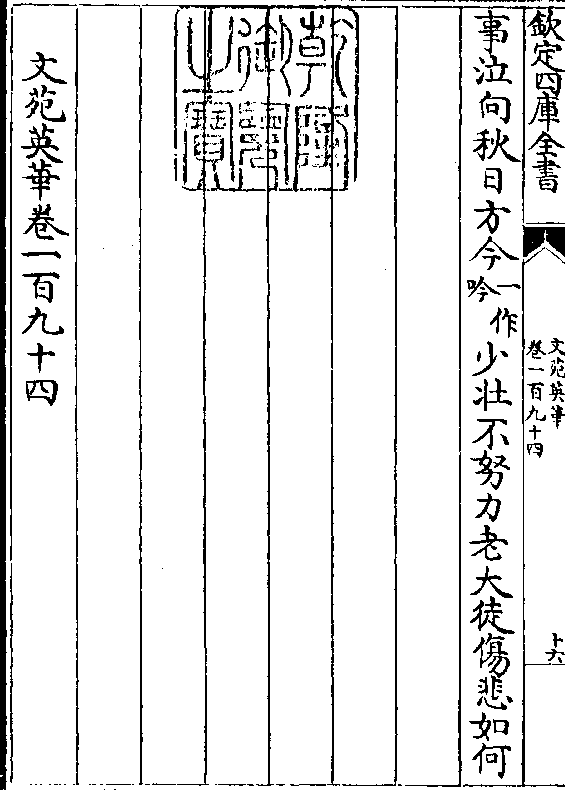 欽定四庫全書
文苑英華
卷一百九十四
十六
事泣向秋日方今一作吟少壯不努力老大徒傷悲如何
乾隆御覽之寶
文苑英華卷一百九十四